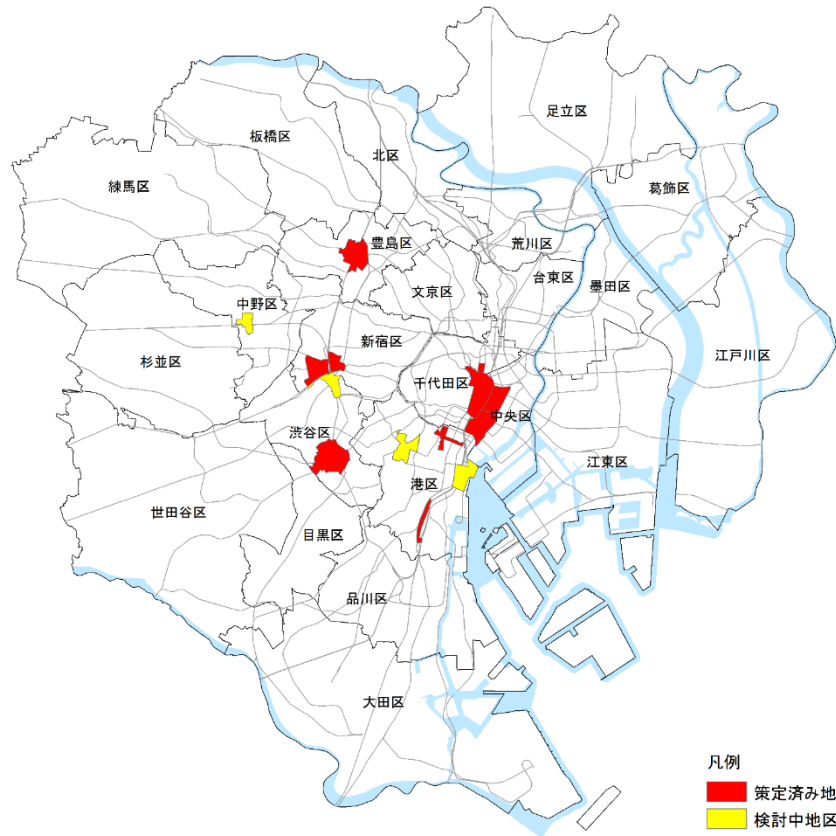 足立区
板橋区
北区
練馬区
葛飾区
豊島区
荒川区
台東区
文京区
墨田区
中野区
新宿区
江戸川区
杉並区
千代田区
中央区
渋谷区
江東区
港区
世田谷区
目黒区
品川区
大田区
凡例
策定済み地
検討中地区